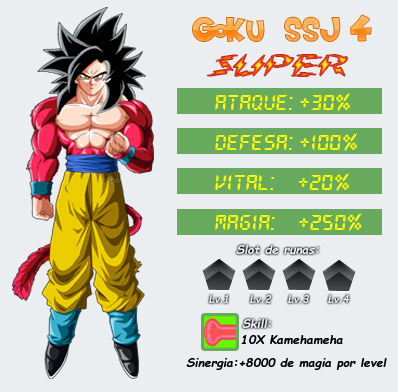 GOKU SSJ 4
SUPER
ATAQUE: +30%
DEFESA: +100%
VITAL: +20%
MAGIA: +250%
Slot de runas:
Lv.1 Lv.2 Lv.3 Lv.4
Skill:
10X Kamehameha
Sinergia:+8000 de magia por level